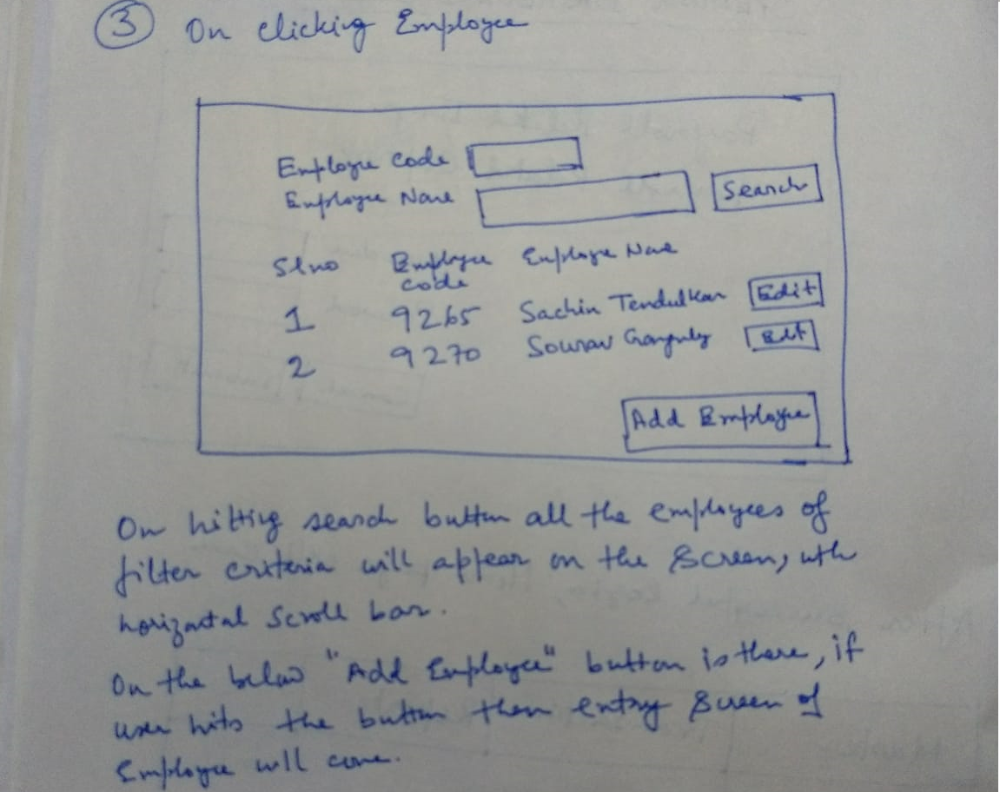 3 On clicking Employee
Employee Code
Employee Name Search
Slno Employee Employee Name
code
1 9265 Sachin Tendulkar Edit
2 9270 Sourav Ganguly Edit
Add Employee
On hitting search button all the employees of
filter criteria will appear on the Screen, with
horizontal Scroll bar.
On the below "Add Employee" button is there, if
user hits the button then entry Screen of
Employee will come.